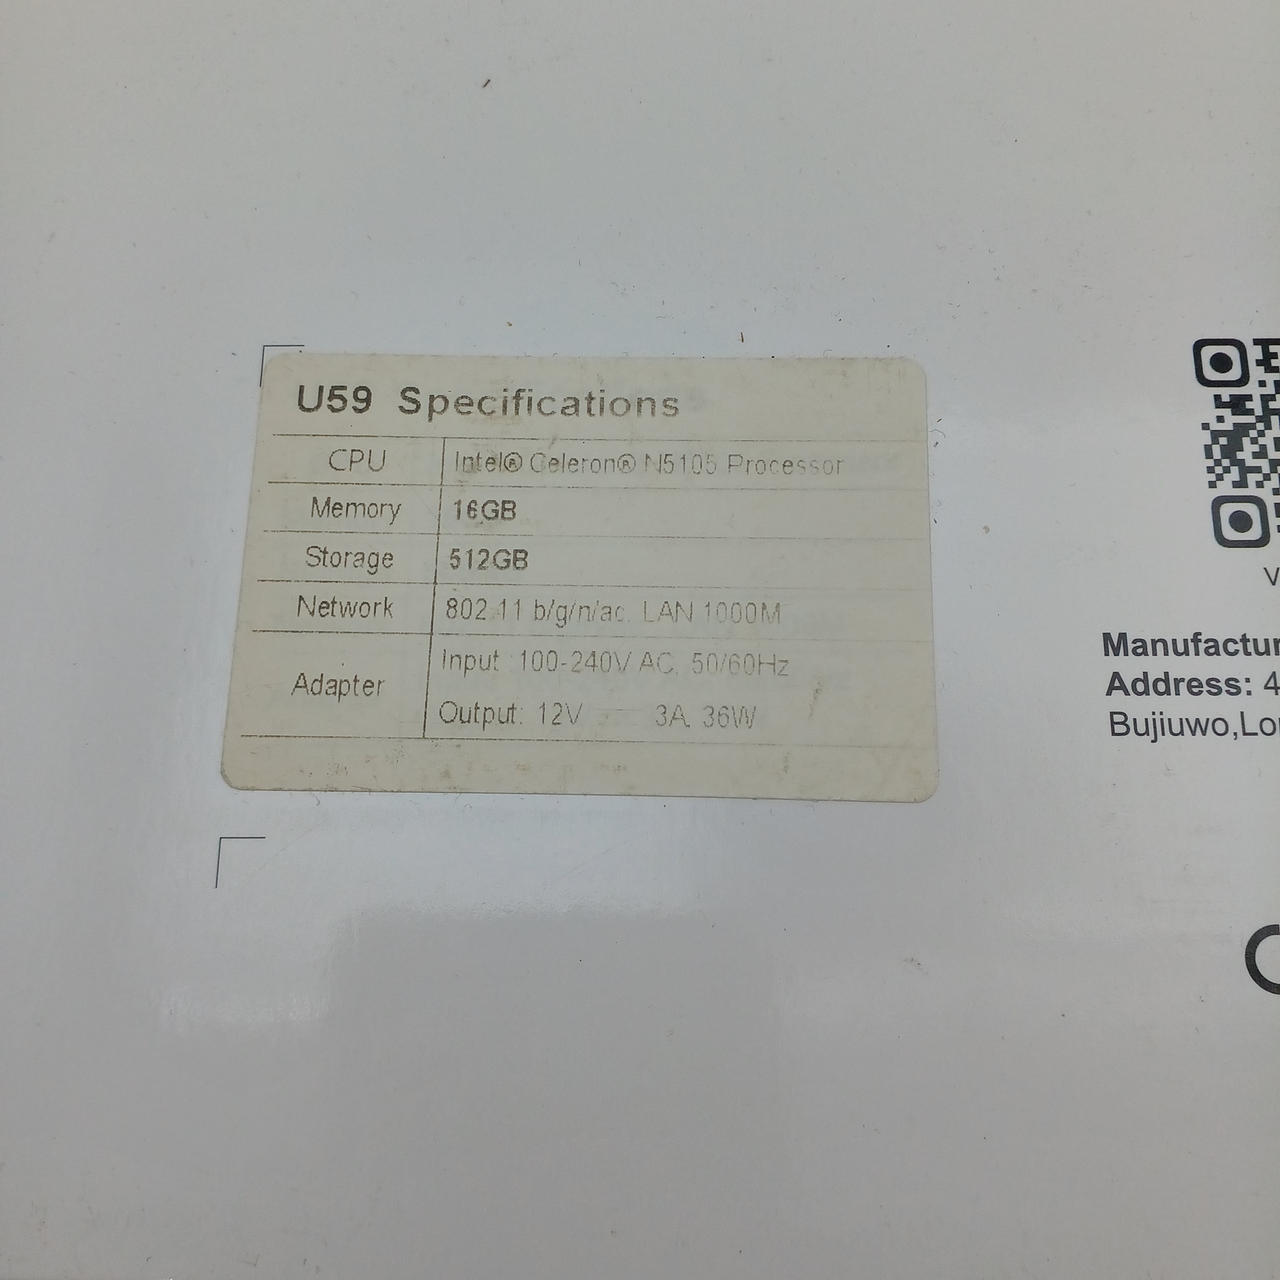 U59 Specifications
CPU Intel® Celeron® N5105 Processor
Memory 16GB
Storage 512GB
Network 802.11 b/g/n/ac, LAN 1000M
Adapter
Input: 100-240V AC, 50/60Hz
Output: 12V 3A, 36W
V
Manufactur
Address: 4
Bujiuwo,Lo